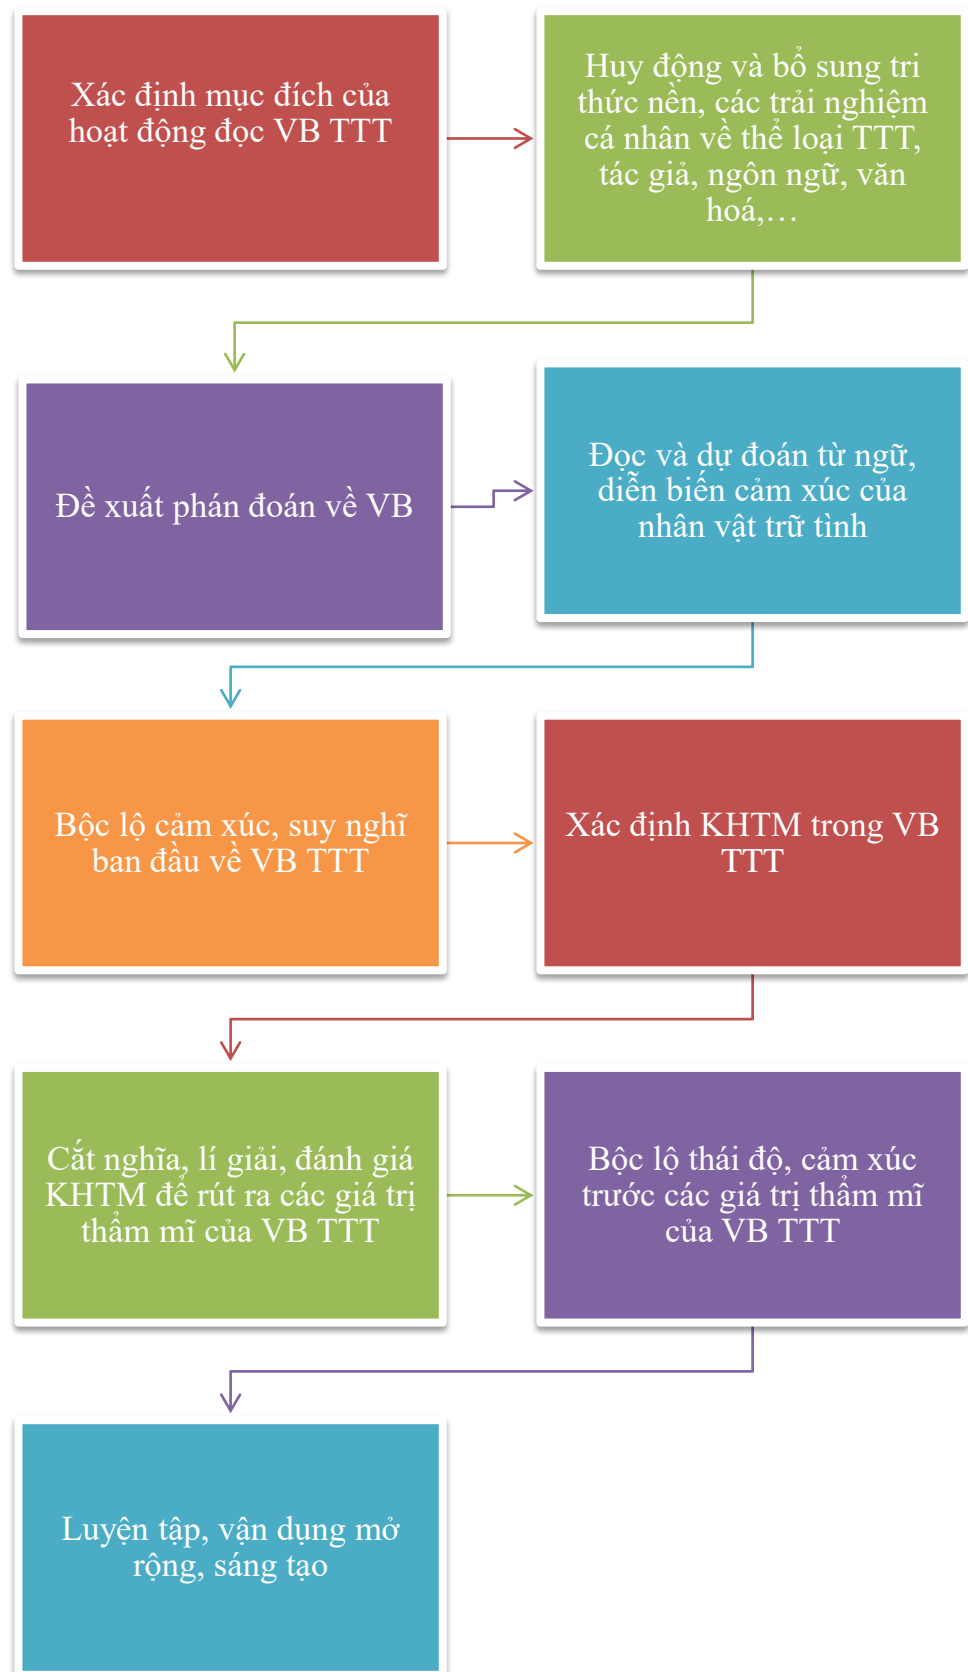 Xác định mục đích của
hoạt động đọc VB TTT
Huy động và bổ sung tri
thức nền, các trải nghiệm
cá nhân về thể loại TTT,
tác giả, ngôn ngữ, văn
hoá,…
Đề xuất phán đoán về VB
Đọc và dự đoán từ ngữ,
diễn biến cảm xúc của
nhân vật trữ tình
Bộc lộ cảm xúc, suy nghĩ
ban đầu về VB TTT
Xác định KHTM trong VB
TTT
Cắt nghĩa, lí giải, đánh giá
KHTM để rút ra các giá trị
thẩm mĩ của VB TTT
Bộc lộ thái độ, cảm xúc
trước các giá trị thẩm mĩ
của VB TTT
Luyện tập, vận dụng mở
rộng, sáng tạo